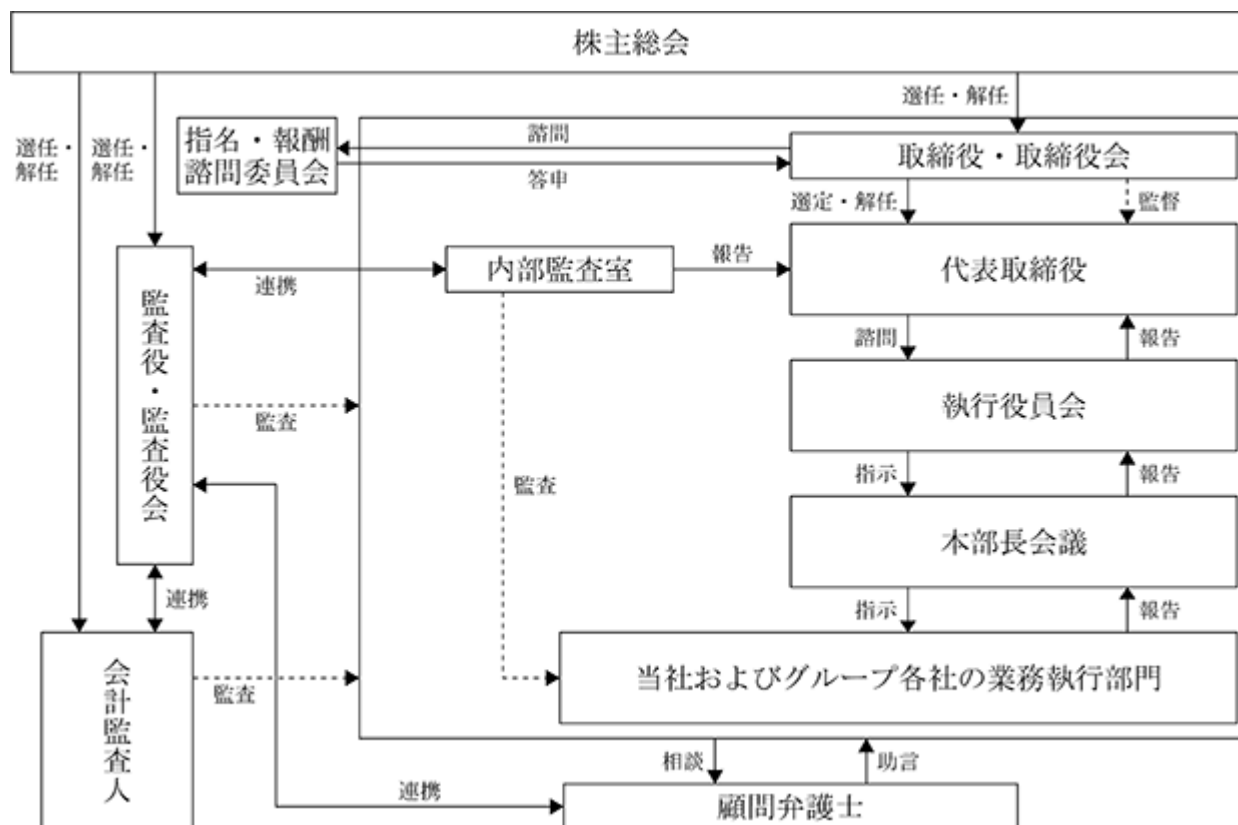 株主総会
選任・
解任
選任・
解任
選任・解任
指名・報酬
諮問委員会
諮問
答申
取締役・取締役会
選定・解任
監督
監査役・監査役会
連携
内部監査室
報告
代表取締役
諮問
報告
監査
執行役員会
指示
報告
監査
本部長会議
連携
指示
報告
会計監査人
監査
当社およびグループ各社の業務執行部門
相談
助言
連携
顧問弁護士